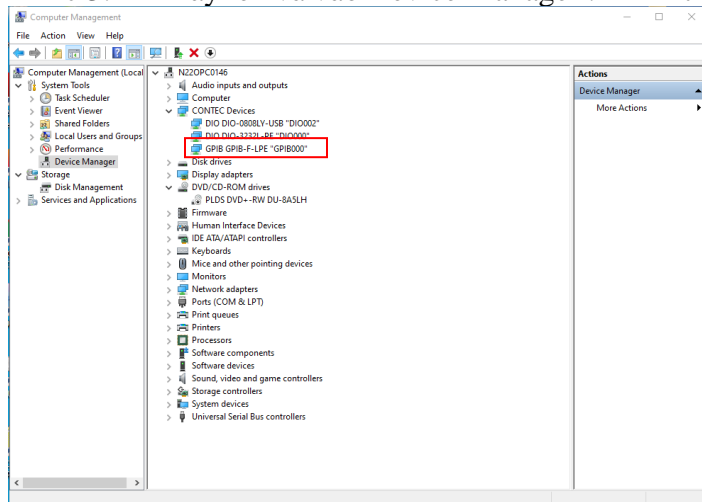 Computer Management
File Action View Help
Computer Management (Local
System Tools
Task Scheduler
Event Viewer
Shared Folders
Local Users and Groups
Performance
Device Manager
Storage
Disk Management
Services and Applications
N22OPC0146
Audio inputs and outputs
Computer
CONTEC Devices
DIO DIO-0808LY-USB "DIO002"
DIO DIO-3232L-PE "DIO000"
GPIB GPIB-F-LPE "GPIB000"
Disk drives
Display adapters
DVD/CD-ROM drives
PLDS DVD+-RW DU-8A5LH
Firmware
Human Interface Devices
IDE ATA/ATAPI controllers
Keyboards
Mice and other pointing devices
Monitors
Network adapters
Ports (COM & LPT)
Print queues
Printers
Processors
Software components
Software devices
Sound, video and game controllers
Storage controllers
System devices
Universal Serial Bus controllers
Actions
Device Manager
More Actions